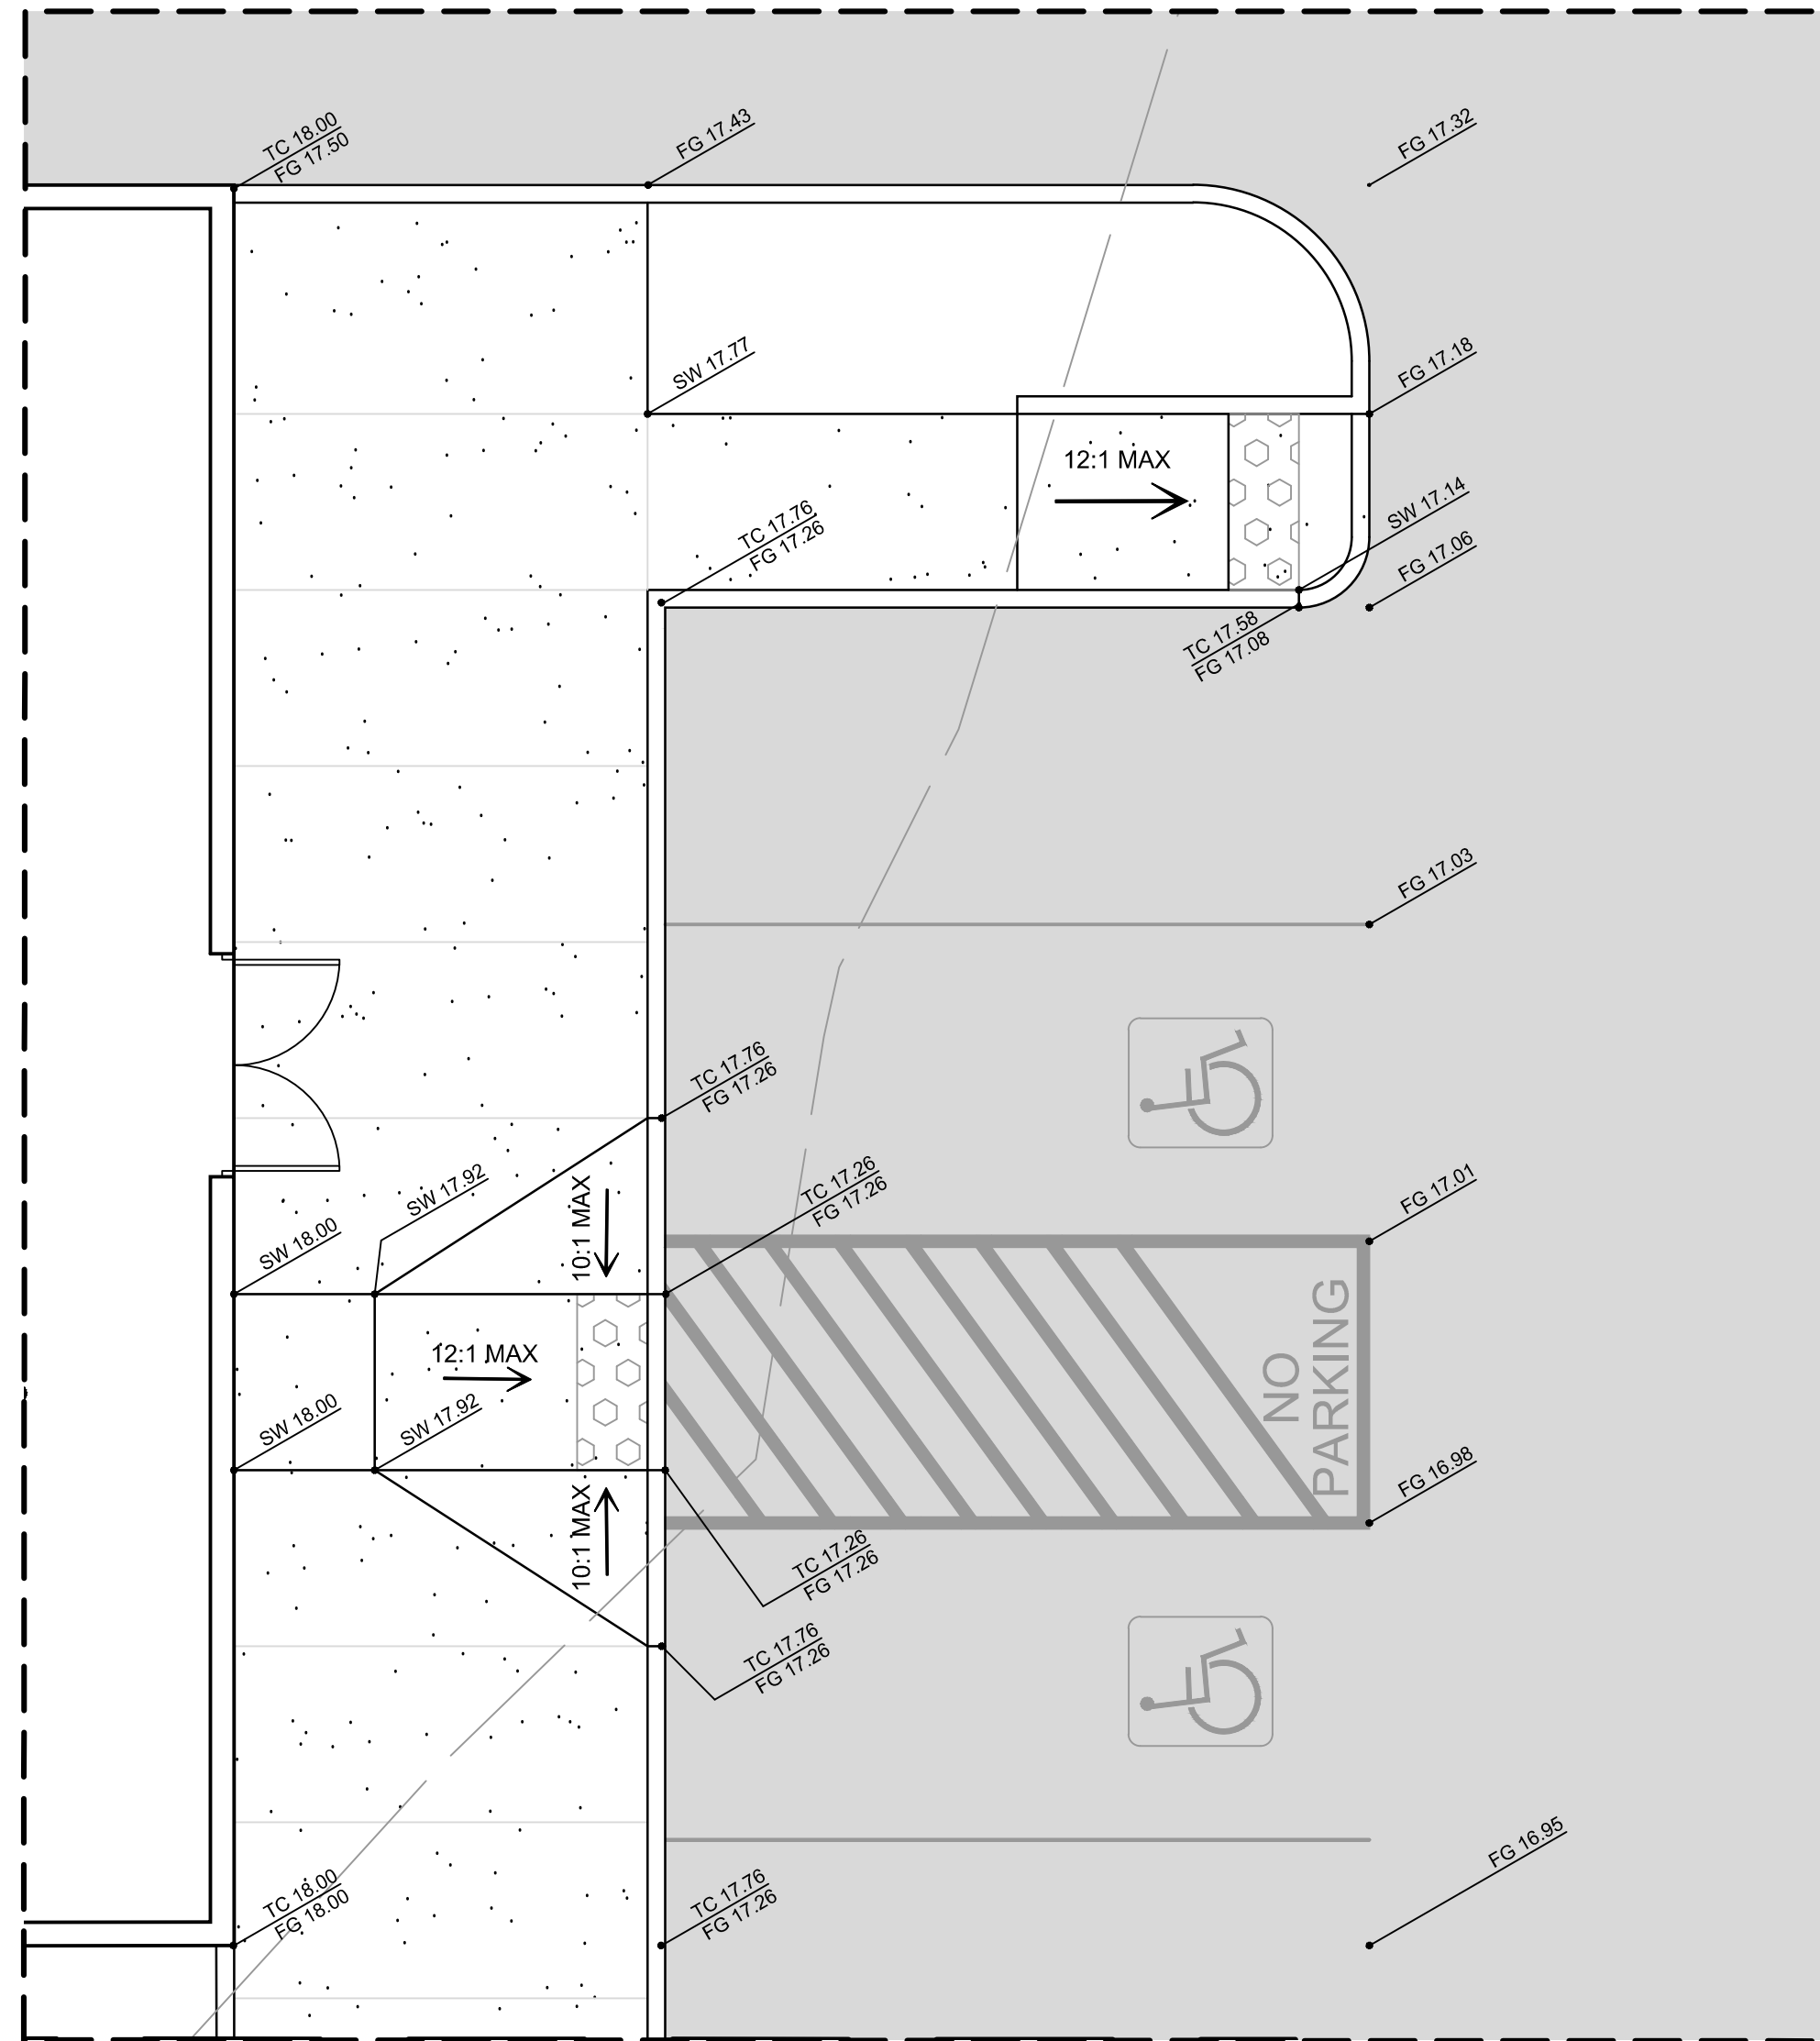 TC 18.00
FG 17.50
FG 17.43
FG 17.32
SW 17.77
FG 17.18
12:1 MAX
SW 17.14
TC 17.76
FG 17.26
FG 17.06
TC 17.58
FG 17.08
FG 17.03
TC 17.76
FG 17.26
SW 17.92
TC 17.26
FG 17.26
FG 17.01
SW 18.00
10:1 MAX
12:1 MAX
NO
PARKING
SW 18.00
SW 17.92
FG 16.98
10:1 MAX
TC 17.26
FG 17.26
TC 17.76
FG 17.26
FG 16.95
TC 18.00
FG 18.00
TC 17.76
FG 17.26